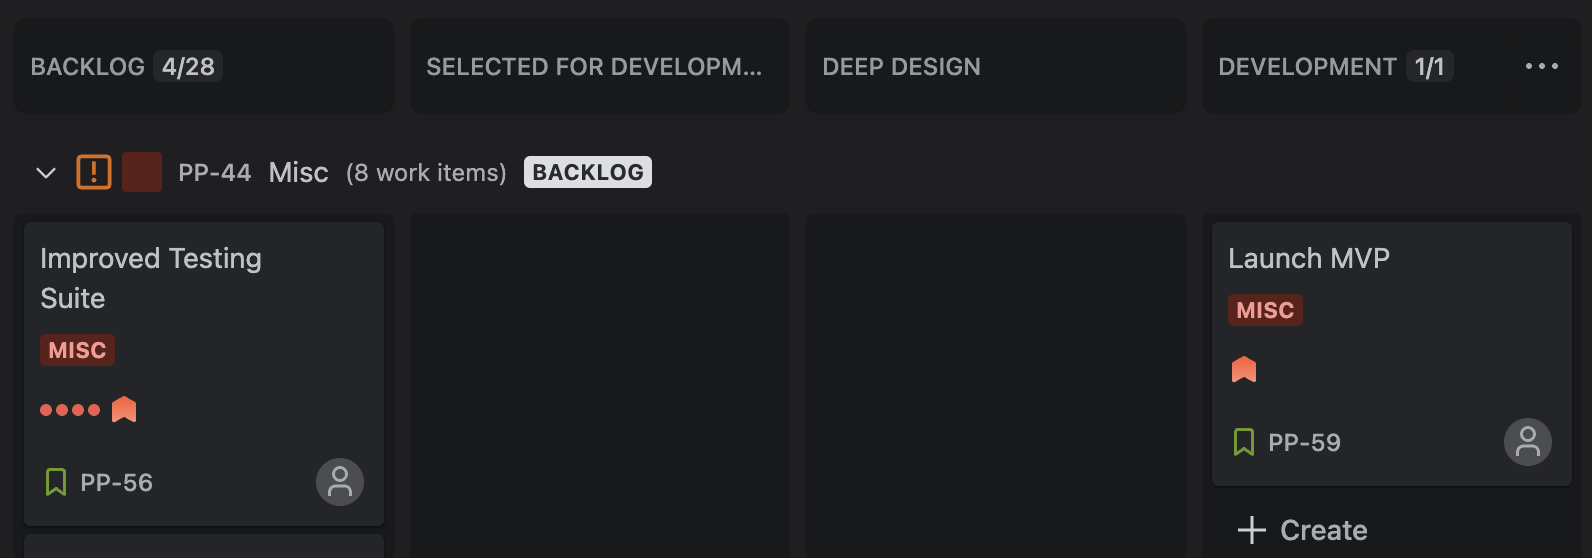 BACKLOG 4/28
SELECTED FOR DEVELOPM...
DEEP DESIGN
DEVELOPMENT 1/1
PP-44 Misc (8 work items) BACKLOG
Improved Testing
Suite
MISC
PP-56
Launch MVP
MISC
PP-59
Create